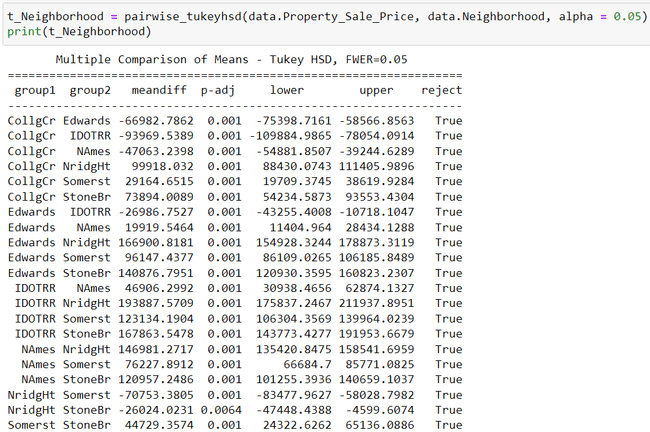 t_Neighborhood = pairwise_tukeyhsd(data.Property_Sale_Price, data.Neighborhood, alpha = 0.05)
print(t_Neighborhood)
Multiple Comparison of Means - Tukey HSD, FWER=0.05
================================================================
group1 group2 meandiff p-adj lower upper reject
----------------------------------------------------------------
CollgCr Edwards -66982.7862 0.001 -75398.7161 -58566.8563 True
CollgCr IDOTRR -93969.5389 0.001 -109884.9865 -78054.0914 True
CollgCr NAmes -47063.2398 0.001 -54881.8507 -39244.6289 True
CollgCr NridgHt 99918.032 0.001 88430.0743 111405.9896 True
CollgCr Somerst 29164.6515 0.001 19709.3745 38619.9284 True
CollgCr StoneBr 73894.0089 0.001 54234.5873 93553.4304 True
Edwards IDOTRR -26986.7527 0.001 -43255.4008 -10718.1047 True
Edwards NAmes 19919.5464 0.001 11404.964 28434.1288 True
Edwards NridgHt 166900.8181 0.001 154928.3244 178873.3119 True
Edwards Somerst 96147.4377 0.001 86109.0265 106185.8489 True
Edwards StoneBr 140876.7951 0.001 120930.3595 160823.2307 True
IDOTRR NAmes 46906.2992 0.001 30938.4656 62874.1327 True
IDOTRR NridgHt 193887.5709 0.001 175837.2467 211937.8951 True
IDOTRR Somerst 123134.1904 0.001 106304.3569 139964.0239 True
IDOTRR StoneBr 167863.5478 0.001 143773.4277 191953.6679 True
NAmes NridgHt 146981.2717 0.001 135420.8475 158541.6959 True
NAmes Somerst 76227.8912 0.001 66684.7 85771.0825 True
NAmes StoneBr 120957.2486 0.001 101255.3936 140659.1037 True
NridgHt Somerst -70753.3805 0.001 -83477.9627 -58028.7982 True
NridgHt StoneBr -26024.0231 0.0064 -47448.4388 -4599.6074 True
Somerst StoneBr 44729.3574 0.001 24322.6262 65136.0886 True